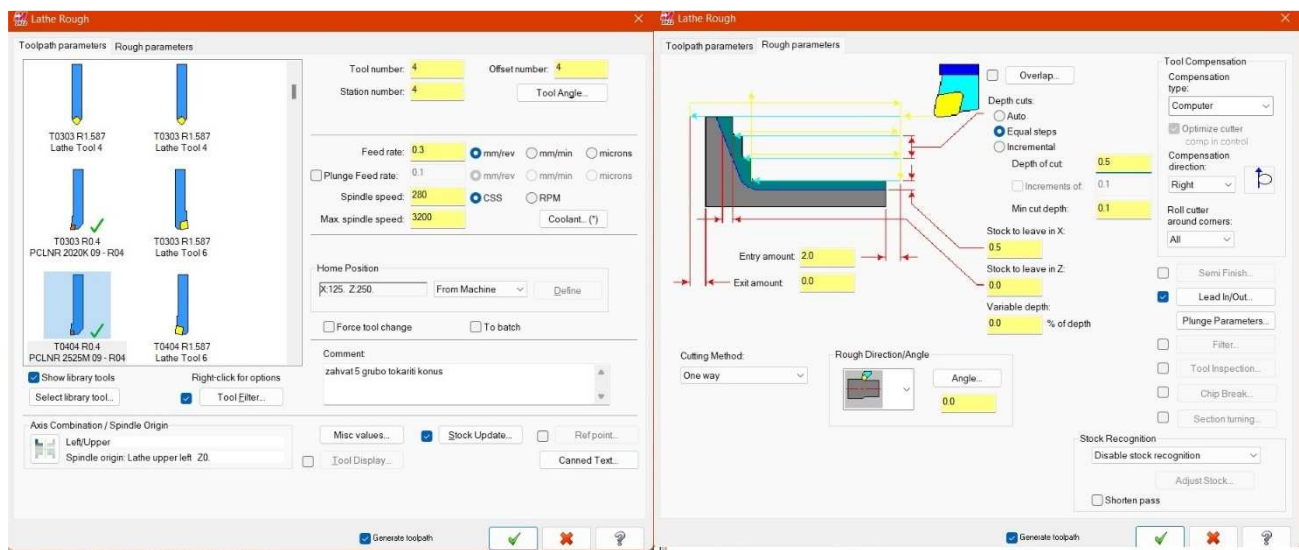 Lathe Rough
Toolpath parameters Rough parameters
T0303 R1.587
Lathe Tool 4
T0303 R1.587
Lathe Tool 4
T0303 R0.4
PCLNR 2020K 09 - R04
T0303 R1.587
Lathe Tool 6
T0404 R0.4
PCLNR 2525M 09 - R04
T0404 R1.587
Lathe Tool 6
Show library tools
Right-click for options
Select library tool...
Tool Filter...
Axis Combination / Spindle Origin
Left/Upper
Spindle origin: Lathe upper left Z0.
Tool number: 4
Offset number: 4
Station number: 4
Tool Angle...
Feed rate: 0.3 mm/rev mm/min microns
Plunge Feed rate: 0.1 mm/rev mm/min microns
Spindle speed: 280 CSS RPM
Max. spindle speed: 3200
Coolant... (*)
Home Position
X:125. Z:250. From Machine Define
Force tool change To batch
Comment:
zahvat 5 grubo tokariti konus
Misc values... Stock Update... Ref point...
Tool Display... Canned Text...
Generate toolpath
Lathe Rough
Toolpath parameters Rough parameters
Overlap...
Depth cuts:
Auto
Equal steps
Incremental
Depth of cut: 0.5
Increments of: 0.1
Min cut depth: 0.1
Stock to leave in X:
0.5
Stock to leave in Z:
0.0
Variable depth:
0.0 % of depth
Entry amount: 2.0
Exit amount: 0.0
Cutting Method:
One way
Rough Direction/Angle
Angle...
0.0
Tool Compensation
Compensation
type:
Computer
Optimize cutter
comp in control
Compensation
direction:
Right
Roll cutter
around corners:
All
Semi Finish...
Lead In/Out...
Plunge Parameters...
Filter...
Tool Inspection...
Chip Break...
Section turning...
Stock Recognition
Disable stock recognition
Adjust Stock...
Shorten pass
Generate toolpath